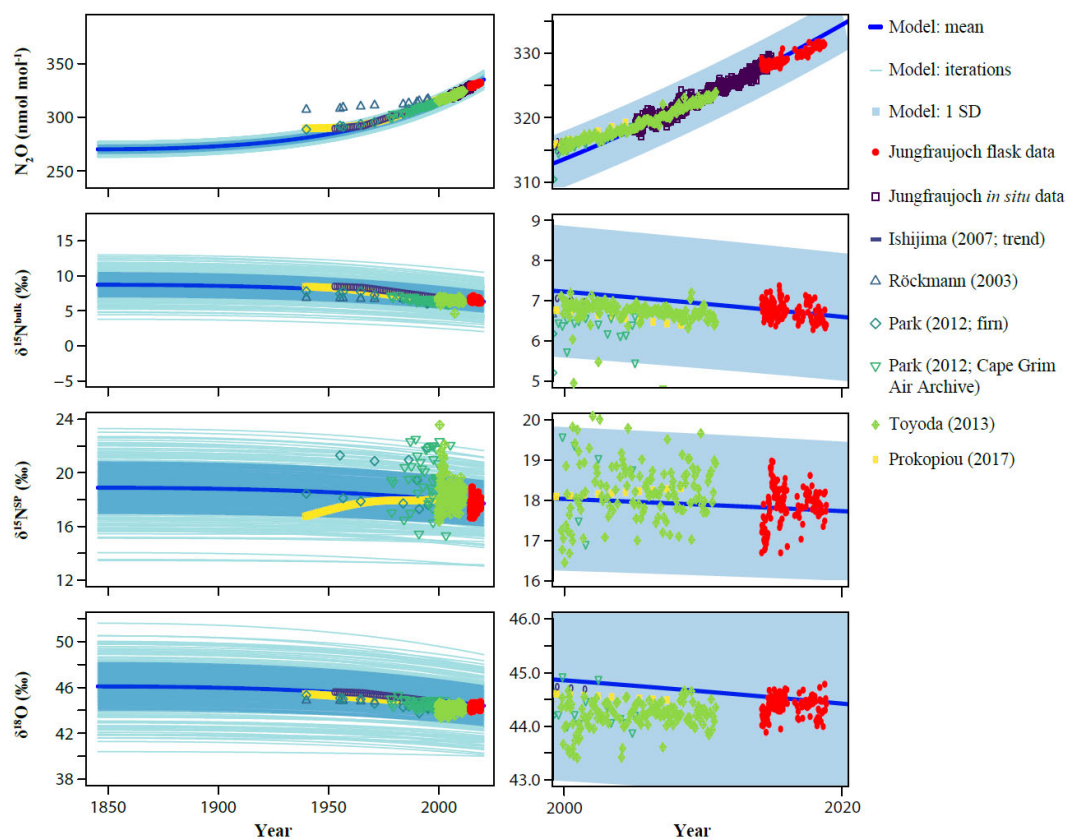 N₂O (nmol mol⁻¹)
350
300
250
330
320
310
δ¹⁵Nᵇᵘˡᵏ (‰)
15
10
5
0
−5
9
8
7
6
5
δ¹⁵Nˢᴾ (‰)
24
20
16
12
20
19
18
17
16
δ¹⁸O (‰)
50
46
42
38
46.0
45.0
44.0
43.0
1850
1900
1950
2000
Year
2000
2020
Year
Model: mean
Model: iterations
Model: 1 SD
Jungfraujoch flask data
Jungfraujoch in situ data
Ishijima (2007; trend)
Röckmann (2003)
Park (2012; firn)
Park (2012; Cape Grim
Air Archive)
Toyoda (2013)
Prokopiou (2017)